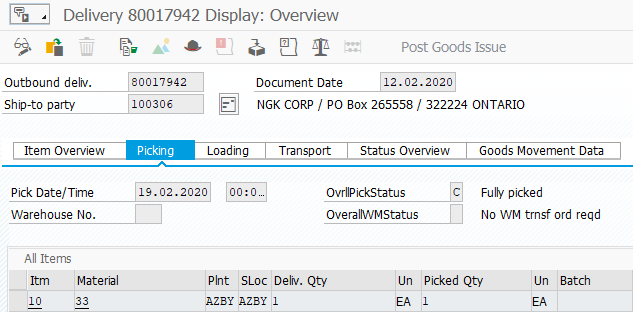 Delivery 80017942 Display: Overview
Post Goods Issue
Outbound deliv. 80017942 Document Date 12.02.2020
Ship-to party 100306 NGK CORP / PO Box 265558 / 322224 ONTARIO
Item Overview Picking Loading Transport Status Overview Goods Movement Data
Pick Date/Time 19.02.2020 00:0... OvrllPickStatus C Fully picked
Warehouse No. OverallWMStatus No WM trnsf ord reqd
All Items
Itm Material Plnt SLoc Deliv. Qty Un Picked Qty Un Batch
10 33 AZBY AZBY 1 EA 1 EA